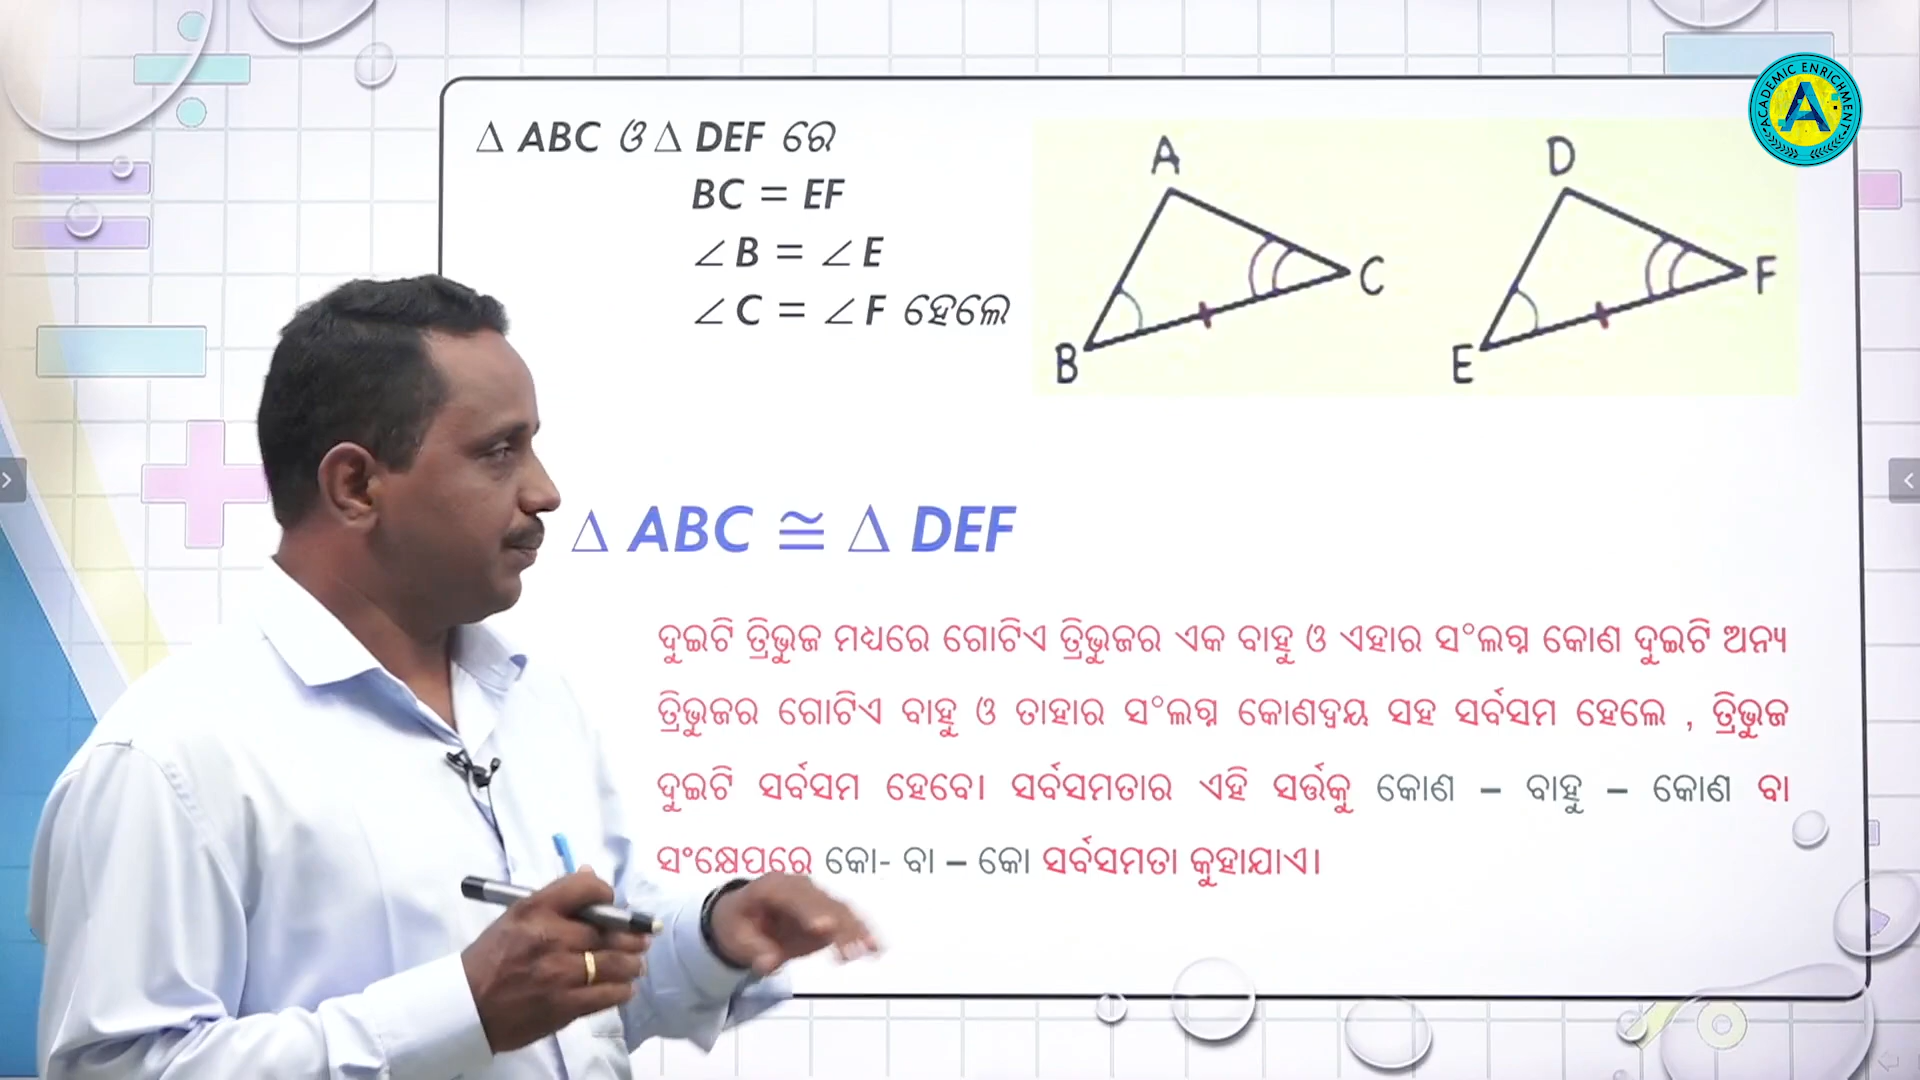 ∆ ABC ଓ ∆ DEF ରେ
BC = EF
∠B = ∠E
∠C = ∠F ହେଲେ
A
B
C
D
E
F
ACADEMIC ENRICHMENT
A
∆ ABC ≅ ∆ DEF
ଦୁଇଟି ତ୍ରିଭୁଜ ମଧ୍ୟରେ ଗୋଟିଏ ତ୍ରିଭୁଜର ଏକ ବାହୁ ଓ ଏହାର ସଂଲଗ୍ନ କୋଣ ଦୁଇଟି ଅନ୍ୟ
ତ୍ରିଭୁଜର ଗୋଟିଏ ବାହୁ ଓ ତାହାର ସଂଲଗ୍ନ କୋଣଦ୍ୱୟ ସହ ସର୍ବସମ ହେଲେ , ତ୍ରିଭୁଜ
ଦୁଇଟି ସର୍ବସମ ହେବେ। ସର୍ବସମତାର ଏହି ସର୍ତ୍ତକୁ କୋଣ – ବାହୁ – କୋଣ ବା
ସଂକ୍ଷେପରେ କୋ- ବା – କୋ ସର୍ବସମତା କୁହାଯାଏ।